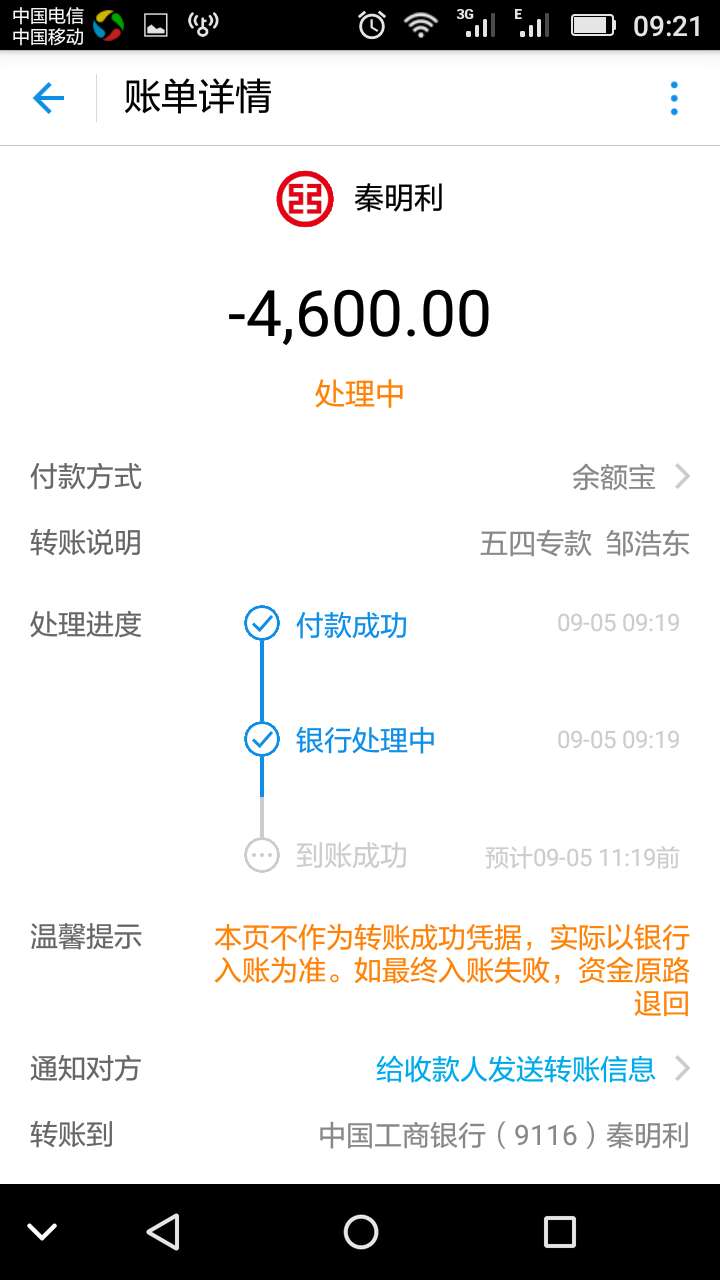 中国电信
中国移动
3G
E
09:21
账单详情
秦明利
-4,600.00
处理中
付款方式 余额宝
转账说明 五四专款 邹浩东
处理进度 付款成功 09-05 09:19
银行处理中 09-05 09:19
到账成功 预计09-05 11:19前
温馨提示 本页不作为转账成功凭据，实际以银行
入账为准。如最终入账失败，资金原路
退回
通知对方 给收款人发送转账信息
转账到 中国工商银行（9116）秦明利